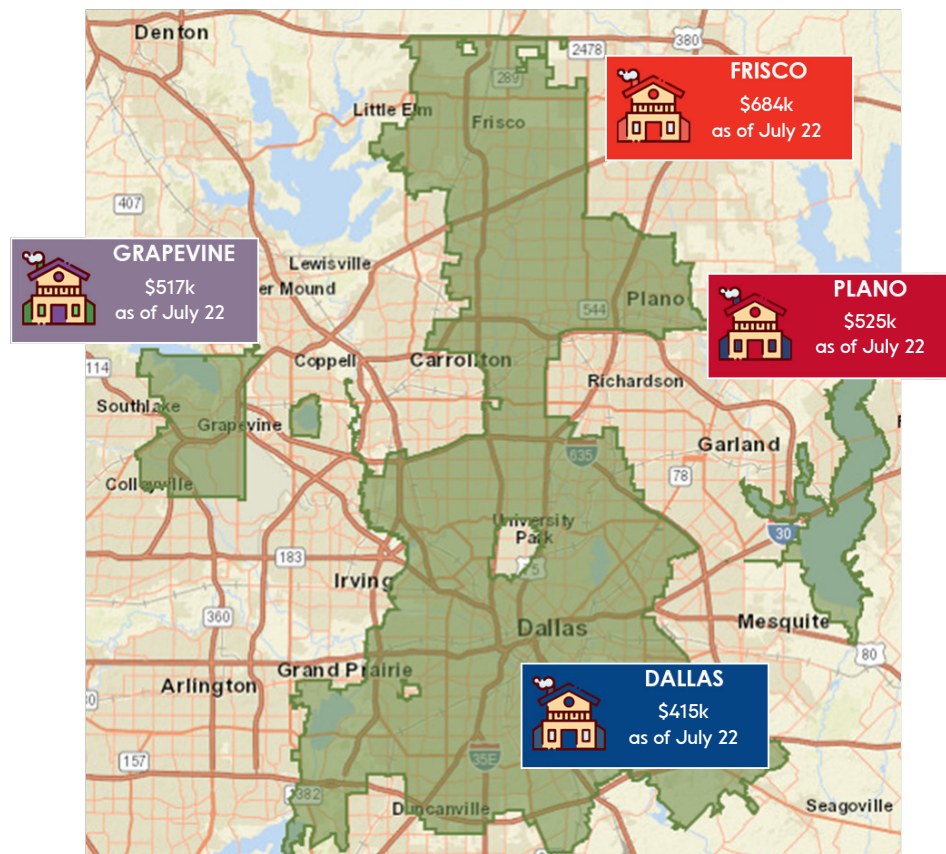 Denton
2478
380
289
FRISCO
$684k
as of July 22
Little Elm
Frisco
407
GRAPEVINE
$517k
as of July 22
Lewisville
er Mound
544
Plano
PLANO
$525k
as of July 22
114
Coppell
Carrollton
Richardson
Southlake
Grapevine
Garland
635
78
Colleyville
University
Park
30
75
183
Irving
360
Dallas
Mesquite
80
Grand Prairie
Arlington
DALLAS
$415k
as of July 22
157
35E
1382
Duncanville
Seagoville